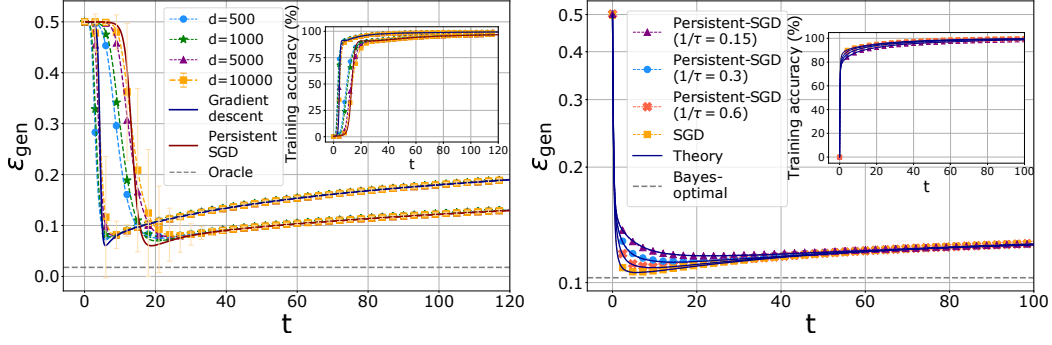 0.5
0.4
0.3
0.2
0.1
0.0
ε_gen
0 20 40 60 80 100 120
t
d=500
d=1000
d=5000
d=10000
Gradient
descent
Persistent
SGD
Oracle
Training accuracy (%)
100
75
50
25
0
0 20 40 60 80 100 120
t
5 × 10⁻¹
0.5
0.4
0.3
0.2
0.1
ε_gen
0 20 40 60 80 100
t
Persistent-SGD
(1/τ = 0.15)
Persistent-SGD
(1/τ = 0.3)
Persistent-SGD
(1/τ = 0.6)
SGD
Theory
Bayes-
optimal
Training accuracy (%)
100
80
60
40
20
0
0 20 40 60 80 100
t